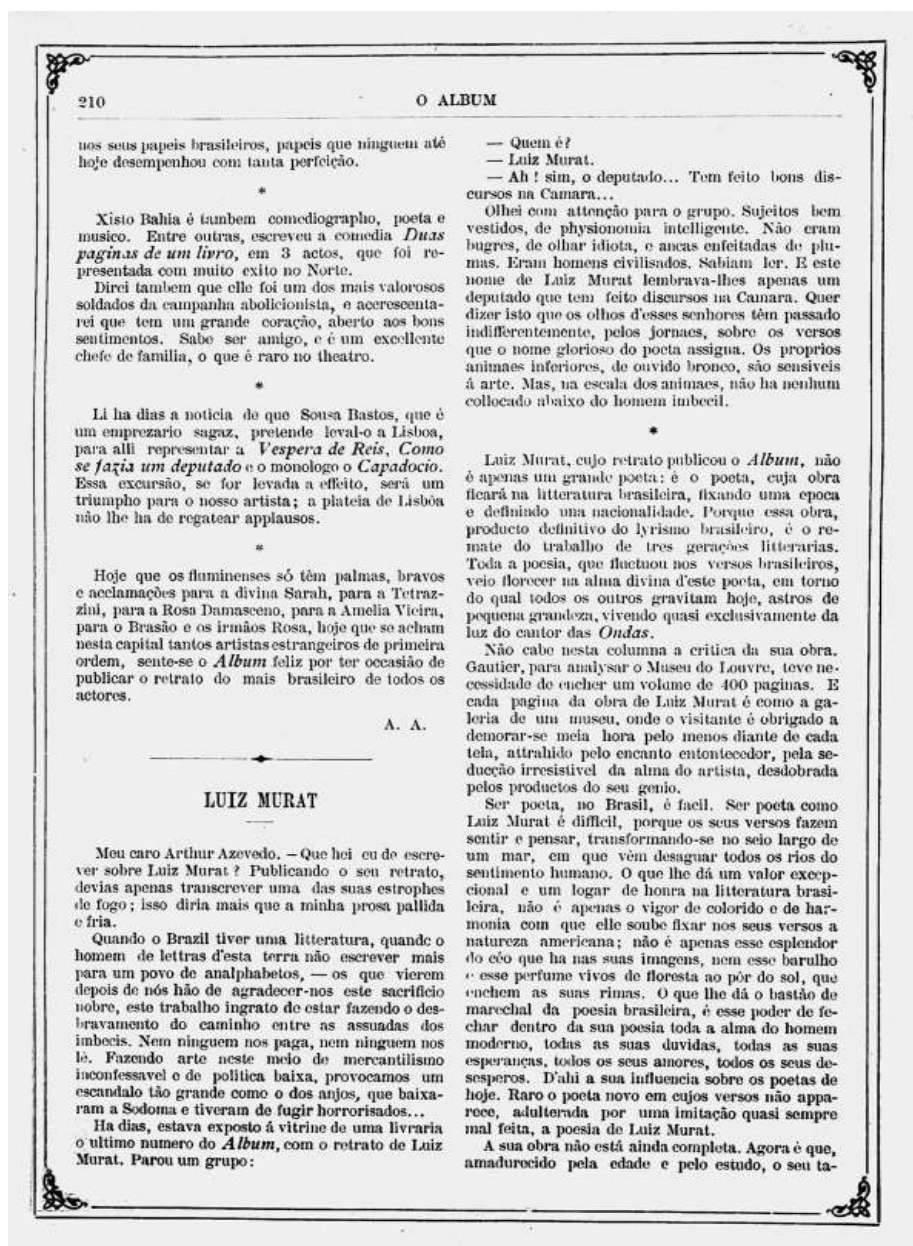 210
O ALBUM
nos seus papeis brasileiros, papeis que ninguem até
hoje desempenhou com tanta perfeição.
*
Xisto Bahia é tambem comediographo, poeta e
musico. Entre outras, escreveu a comedia Duas
paginas de um livro, em 3 actos, que foi re-
presentada com muito exito no Norte.
Direi tambem que elle foi um dos mais valorosos
soldados da campanha abolicionista, e accrescenta-
rei que tem um grande coração, aberto aos bons
sentimentos. Sabe ser amigo, e é um excellente
chefe de familia, o que é raro no theatro.
*
Li ha dias a noticia de que Sousa Bastos, que é
um emprezario sagaz, pretende leval-o a Lisboa,
para alli representar a Vespera de Reis, Como
se fazia um deputado e o monologo o Capadocio.
Essa excursão, se for levada a effeito, será um
triumpho para o nosso artista; a plateia de Lisbôa
não lhe ha de regatear applausos.
*
Hoje que os fluminenses só têm palmas, bravos
e acclamações para a divina Sarah, para a Tetraz-
zini, para a Rosa Damasceno, para a Amelia Vieira,
para o Brasão e os irmãos Rosa, hoje que se acham
nesta capital tantos artistas estrangeiros de primeira
ordem, sente-se o Album feliz por ter occasião de
publicar o retrato do mais brasileiro de todos os
actores.
A. A.
LUIZ MURAT
Meu caro Arthur Azevedo. — Que hei eu de escre-
ver sobre Luiz Murat ? Publicando o seu retrato,
devias apenas transcrever uma das suas estrophes
de fogo ; isso diria mais que a minha prosa pallida
e fria.
Quando o Brazil tiver uma litteratura, quando o
homem de lettras d'esta terra não escrever mais
para um povo de analphabetos, — os que vierem
depois de nós hão de agradecer-nos este sacrificio
nobre, este trabalho ingrato de estar fazendo o des-
bravamento do caminho entre as assuadas dos
imbecis. Nem ninguem nos paga, nem ninguem nos
lê. Fazendo arte neste meio de mercantilismo
inconfessavel e de politica baixa, provocamos um
escandalo tão grande como o dos anjos, que baixa-
ram a Sodoma e tiveram de fugir horrorisados...
Ha dias, estava exposto á vitrine de uma livraria
o ultimo numero do Album, com o retrato de Luiz
Murat. Parou um grupo:
— Quem é?
— Luiz Murat.
— Ah ! sim, o deputado... Tem feito bons dis-
cursos na Camara...
Olhei com attenção para o grupo. Sujeitos bem
vestidos, de physionomia intelligente. Não eram
bugres, de olhar idiota, e ancas enfeitadas de plu-
mas. Eram homens civilisados. Sabiam ler. E este
nome de Luiz Murat lembrava-lhes apenas um
deputado que tem feito discursos na Camara. Quer
dizer isto que os olhos d'esses senhores têm passado
indifferentemente, pelos jornaes, sobre os versos
que o nome glorioso do poeta assigna. Os proprios
animaes inferiores, de ouvido bronco, são sensiveis
á arte. Mas, na escala dos animaes, não ha nenhum
collocado abaixo do homem imbecil.
*
Luiz Murat, cujo retrato publicou o Album, não
é apenas um grande poeta: é o poeta, cuja obra
ficará na litteratura brasileira, fixando uma epoca
e definindo una nacionalidade. Porque essa obra,
producto definitivo do lyrismo brasileiro, é o re-
mate do trabalho de tres gerações litterarias.
Toda a poesia, que fluctuou nos versos brasileiros,
veio florecer na alma divina d'este poeta, em torno
do qual todos os outros gravitam hoje, astros de
pequena grandeza, vivendo quasi exclusivamente da
luz do cantor das Ondas.
Não cabe nesta columna a critica da sua obra.
Gautier, para analysar o Museu do Louvre, teve ne-
cessidade de encher um volume de 400 paginas. E
cada pagina da obra de Luiz Murat é como a ga-
leria de um museu, onde o visitante é obrigado a
demorar-se meia hora pelo menos diante de cada
tela, attrahido pelo encanto entontecedor, pela se-
ducção irresistivel da alma do artista, desdobrada
pelos productos do seu genio.
Ser poeta, no Brasil, é facil. Ser poeta como
Luiz Murat é difficil, porque os seus versos fazem
sentir e pensar, transformando-se no seio largo de
um mar, em que vêm desaguar todos os rios do
sentimento humano. O que lhe dá um valor excep-
cional e um logar de honra na litteratura brasi-
leira, não é apenas o vigor de colorido e de har-
monia com que elle soube fixar nos seus versos a
natureza americana; não é apenas esse esplendor
do céo que ha nas suas imagens, nem esse barulho
e esse perfume vivos de floresta ao pôr do sol, que
enchem as suas rimas. O que lhe dá o bastão de
marechal da poesia brasileira, é esse poder de fe-
char dentro da sua poesia toda a alma do homem
moderno, todas as suas duvidas, todas as suas
esperanças, todos os seus amores, todos os seus de-
sesperos. D'ahi a sua influencia sobre os poetas de
hoje. Raro o poeta novo em cujos versos não appa-
rece, adulterada por uma imitação quasi sempre
mal feita, a poesia de Luiz Murat.
A sua obra não está ainda completa. Agora é que,
amadurecido pela edade e pelo estudo, o seu ta-